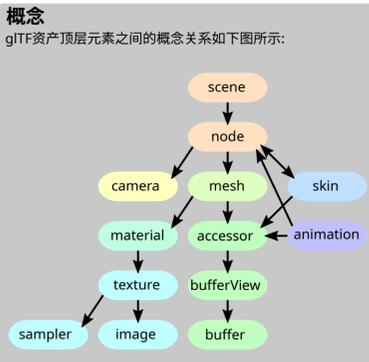 概念
glTF资产顶层元素之间的概念关系如下图所示:
scene
node
camera
mesh
skin
material
accessor
animation
texture
bufferView
sampler
image
buffer